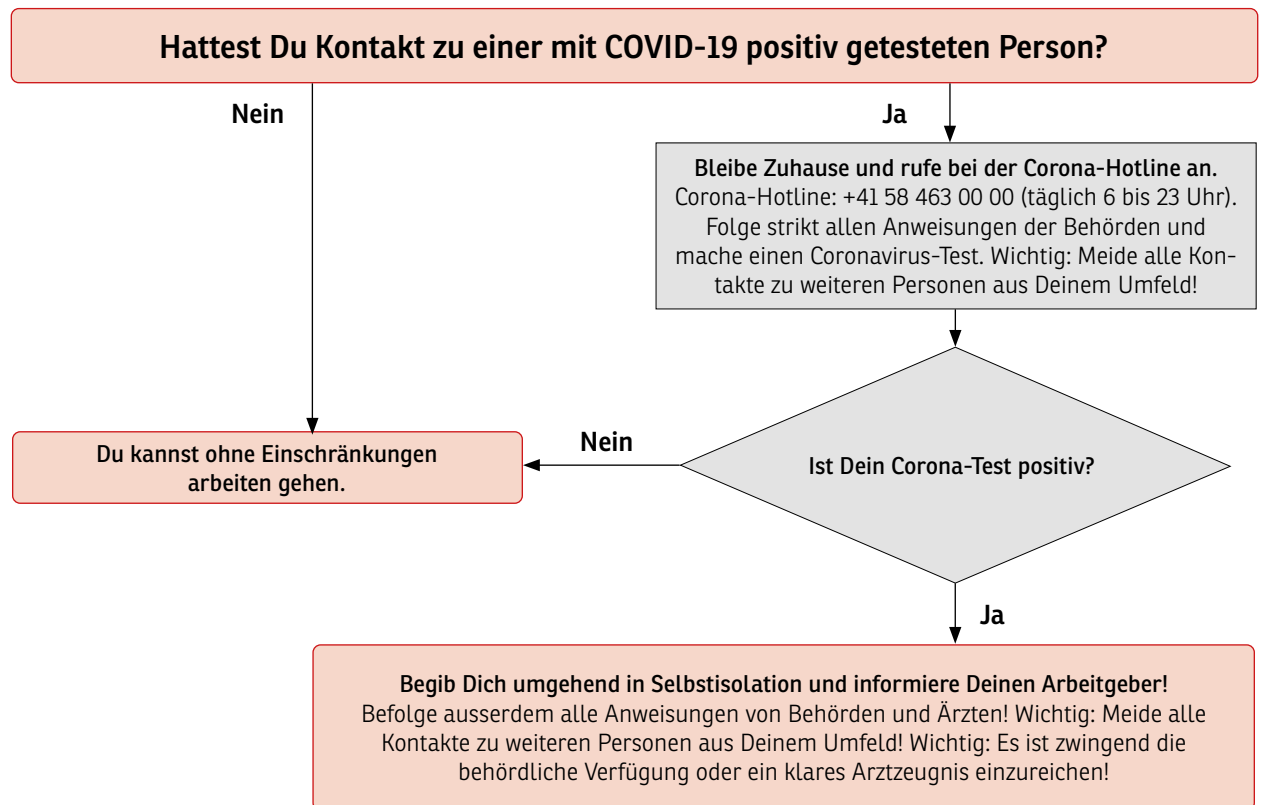 Hattest Du Kontakt zu einer mit COVID-19 positiv getesteten Person?
Nein
Ja
Bleibe Zuhause und rufe bei der Corona-Hotline an.
Corona-Hotline: +41 58 463 00 00 (täglich 6 bis 23 Uhr).
Folge strikt allen Anweisungen der Behörden und
mache einen Coronavirus-Test. Wichtig: Meide alle Kon-
takte zu weiteren Personen aus Deinem Umfeld!
Nein
Du kannst ohne Einschränkungen
arbeiten gehen.
Ist Dein Corona-Test positiv?
Ja
Begib Dich umgehend in Selbstisolation und informiere Deinen Arbeitgeber!
Befolge ausserdem alle Anweisungen von Behörden und Ärzten! Wichtig: Meide alle
Kontakte zu weiteren Personen aus Deinem Umfeld! Wichtig: Es ist zwingend die
behördliche Verfügung oder ein klares Arztzeugnis einzureichen!